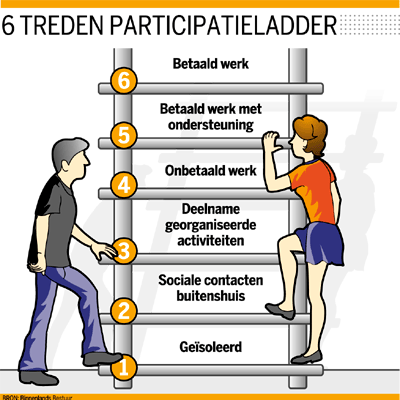 6 TREDEN PARTICIPATIELADDER
6
Betaald werk
5
Betaald werk met
ondersteuning
4
Onbetaald werk
3
Deelname
georganiseerde
activiteiten
2
Sociale contacten
buitenshuis
1
Geïsoleerd
BRON: Binnenlands Bestuur